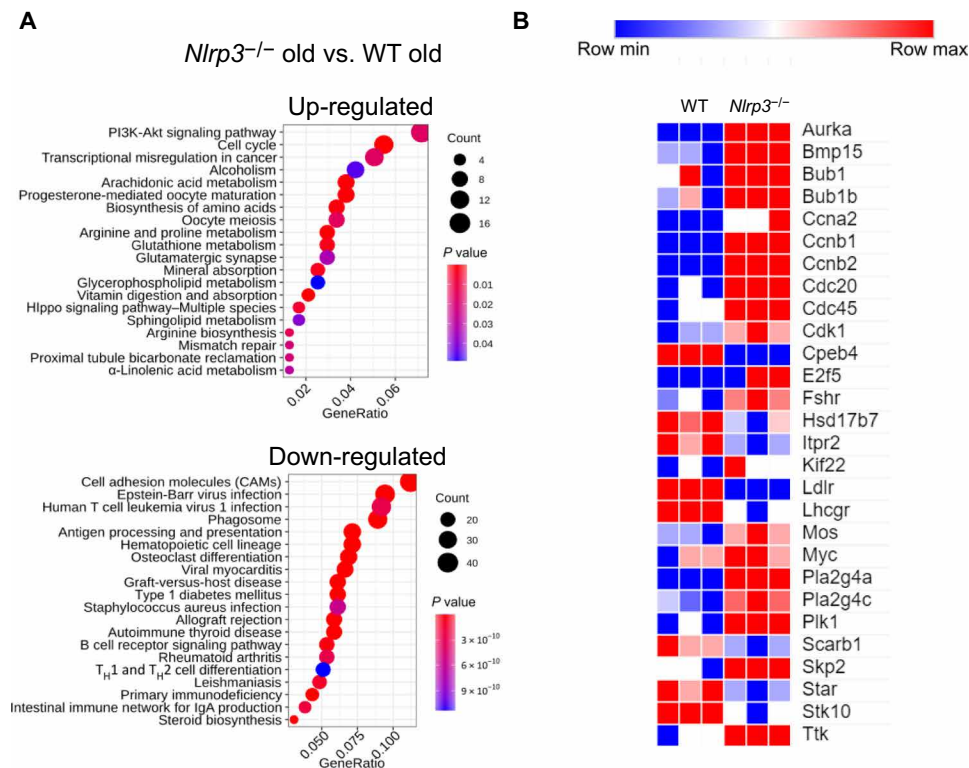 A
Nlrp3–/– old vs. WT old
Up-regulated
PI3K-Akt signaling pathway
Cell cycle
Transcriptional misregulation in cancer
Alcoholism
Arachidonic acid metabolism
Progesterone-mediated oocyte maturation
Biosynthesis of amino acids
Oocyte meiosis
Arginine and proline metabolism
Glutathione metabolism
Glutamatergic synapse
Mineral absorption
Glycerophospholipid metabolism
Vitamin digestion and absorption
HIppo signaling pathway–Multiple species
Sphingolipid metabolism
Arginine biosynthesis
Mismatch repair
Proximal tubule bicarbonate reclamation
α-Linolenic acid metabolism
0.02
0.04
0.06
GeneRatio
Count
4
8
12
16
P value
0.01
0.02
0.03
0.04
Down-regulated
Cell adhesion molecules (CAMs)
Epstein-Barr virus infection
Human T cell leukemia virus 1 infection
Phagosome
Antigen processing and presentation
Hematopoietic cell lineage
Osteoclast differentiation
Viral myocarditis
Graft-versus-host disease
Type 1 diabetes mellitus
Staphylococcus aureus infection
Allograft rejection
Autoimmune thyroid disease
B cell receptor signaling pathway
Rheumatoid arthritis
TH1 and TH2 cell differentiation
Leishmaniasis
Primary immunodeficiency
Intestinal immune network for IgA production
Steroid biosynthesis
0.050
0.075
0.100
GeneRatio
Count
20
30
40
P value
3 × 10−10
6 × 10−10
9 × 10−10
B
Row min
Row max
WT
Nlrp3–/–
Aurka
Bmp15
Bub1
Bub1b
Ccna2
Ccnb1
Ccnb2
Cdc20
Cdc45
Cdk1
Cpeb4
E2f5
Fshr
Hsd17b7
Itpr2
Kif22
Ldlr
Lhcgr
Mos
Myc
Pla2g4a
Pla2g4c
Plk1
Scarb1
Skp2
Star
Stk10
Ttk